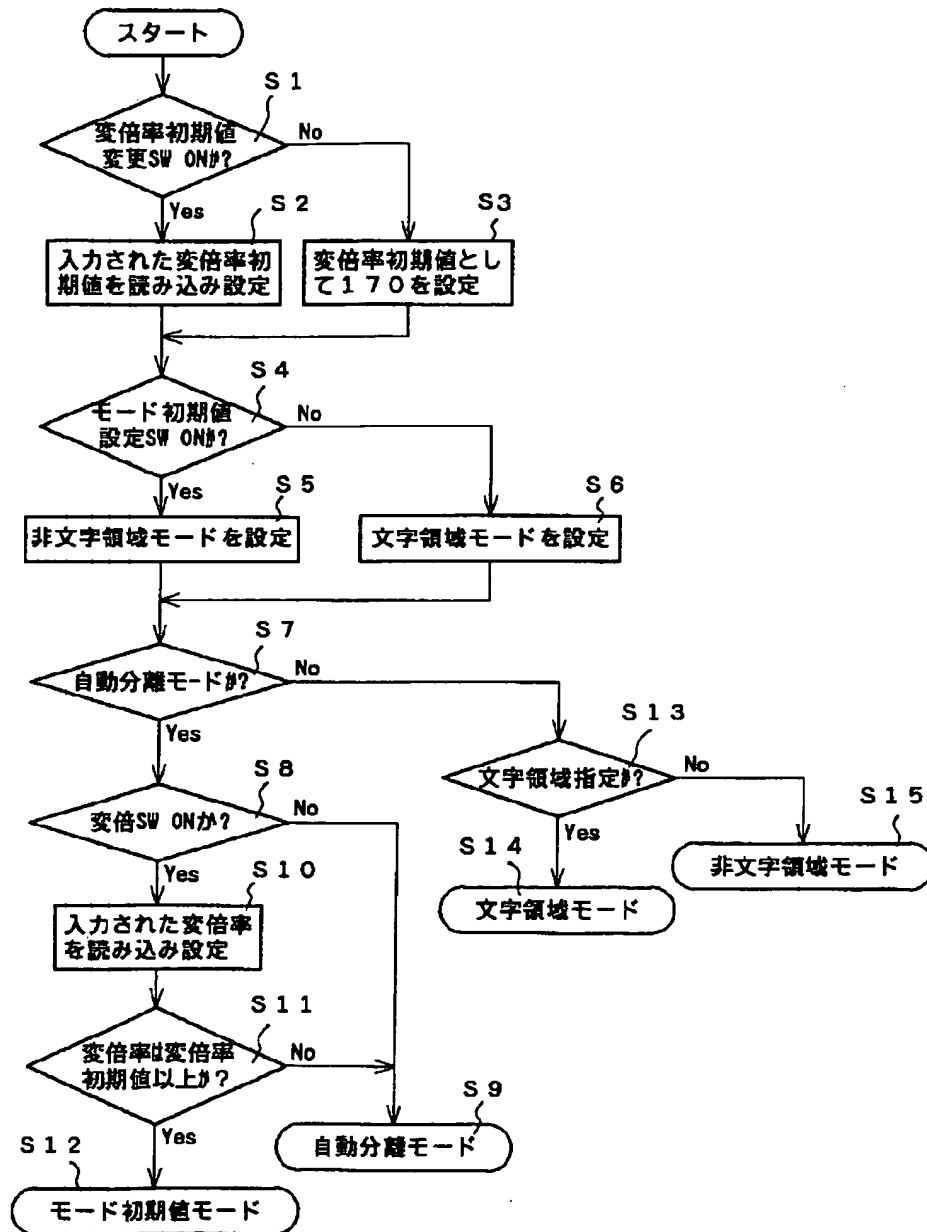 スタート
S1
変倍率初期値
変更SW ONか?
No
Yes
S2
入力された変倍率初
期値を読み込み設定
S3
変倍率初期値とし
て170を設定
S4
モード初期値
設定SW ONか?
No
Yes
S5
非文字領域モードを設定
S6
文字領域モードを設定
S7
自動分離モードか?
No
Yes
S8
変倍SW ONか?
No
Yes
S13
文字領域指定か?
No
Yes
S14
文字領域モード
S15
非文字領域モード
S10
入力された変倍率
を読み込み設定
S11
変倍率は変倍率
初期値以上か?
No
Yes
S9
自動分離モード
S12
モード初期値モード